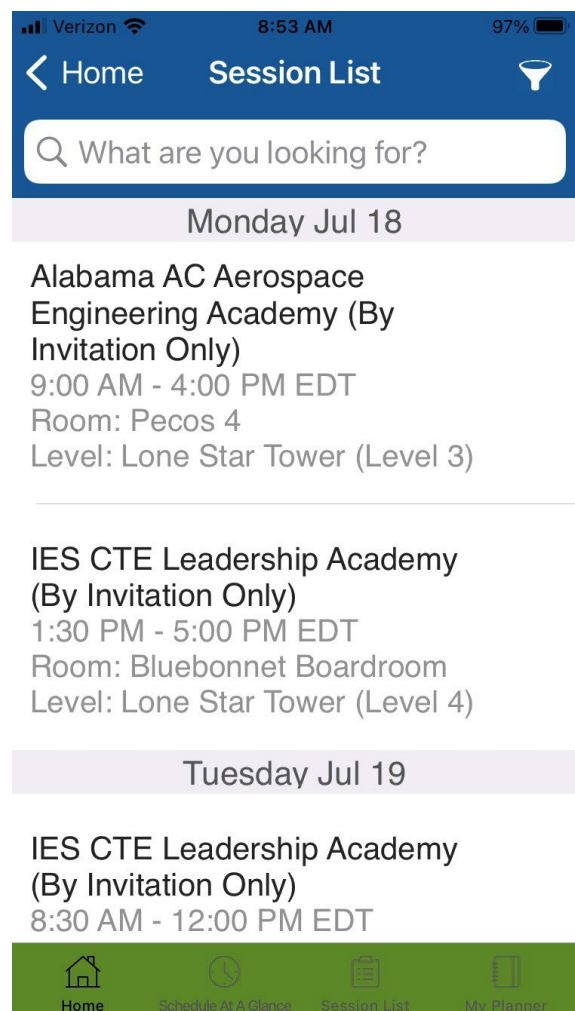 Verizon 8:53 AM 97%
Home Session List
What are you looking for?
Monday Jul 18
Alabama AC Aerospace
Engineering Academy (By
Invitation Only)
9:00 AM - 4:00 PM EDT
Room: Pecos 4
Level: Lone Star Tower (Level 3)
IES CTE Leadership Academy
(By Invitation Only)
1:30 PM - 5:00 PM EDT
Room: Bluebonnet Boardroom
Level: Lone Star Tower (Level 4)
Tuesday Jul 19
IES CTE Leadership Academy
(By Invitation Only)
8:30 AM - 12:00 PM EDT
Home Schedule At A Glance Session List My Planner